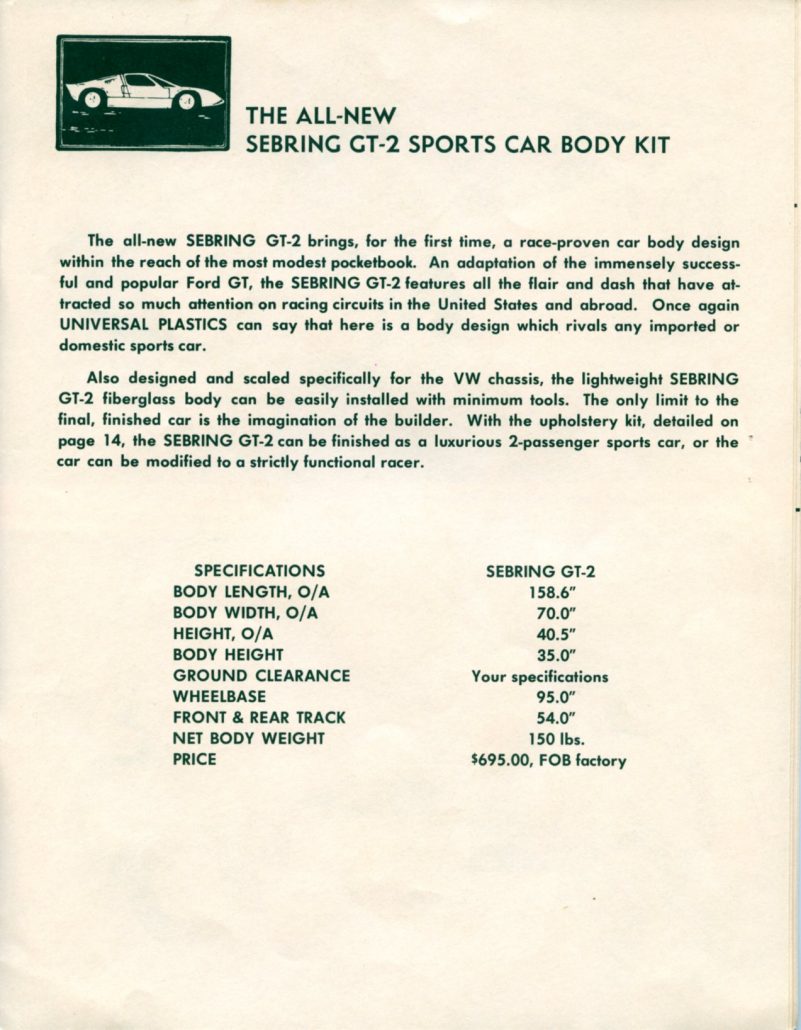 THE ALL-NEW
SEBRING GT-2 SPORTS CAR BODY KIT
The all-new SEBRING GT-2 brings, for the first time, a race-proven car body design
within the reach of the most modest pocketbook. An adaptation of the immensely success-
ful and popular Ford GT, the SEBRING GT-2 features all the flair and dash that have at-
tracted so much attention on racing circuits in the United States and abroad. Once again
UNIVERSAL PLASTICS can say that here is a body design which rivals any imported or
domestic sports car.
Also designed and scaled specifically for the VW chassis, the lightweight SEBRING
GT-2 fiberglass body can be easily installed with minimum tools. The only limit to the
final, finished car is the imagination of the builder. With the upholstery kit, detailed on
page 14, the SEBRING GT-2 can be finished as a luxurious 2-passenger sports car, or the
car can be modified to a strictly functional racer.
SPECIFICATIONS SEBRING GT-2
BODY LENGTH, O/A 158.6"
BODY WIDTH, O/A 70.0"
HEIGHT, O/A 40.5"
BODY HEIGHT 35.0"
GROUND CLEARANCE Your specifications
WHEELBASE 95.0"
FRONT & REAR TRACK 54.0"
NET BODY WEIGHT 150 lbs.
PRICE $695.00, FOB factory